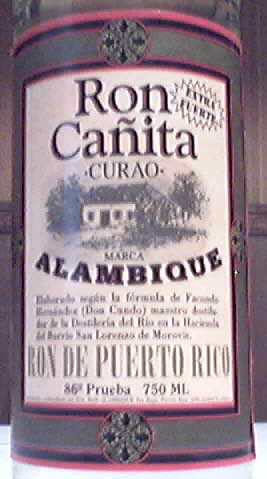 Ron
EXTRA
FUERTE
Cañita
·CURAO·
MARCA
ALAMBIQUE
Elaborado según la fórmula de Facundo
Hernández (Don Cundo) maestro destila-
dor de la Destilería del Río en la Hacienda
del Barrio San Lorenzo de Morovis.
RON DE PUERTO RICO
86º Prueba 750 ML